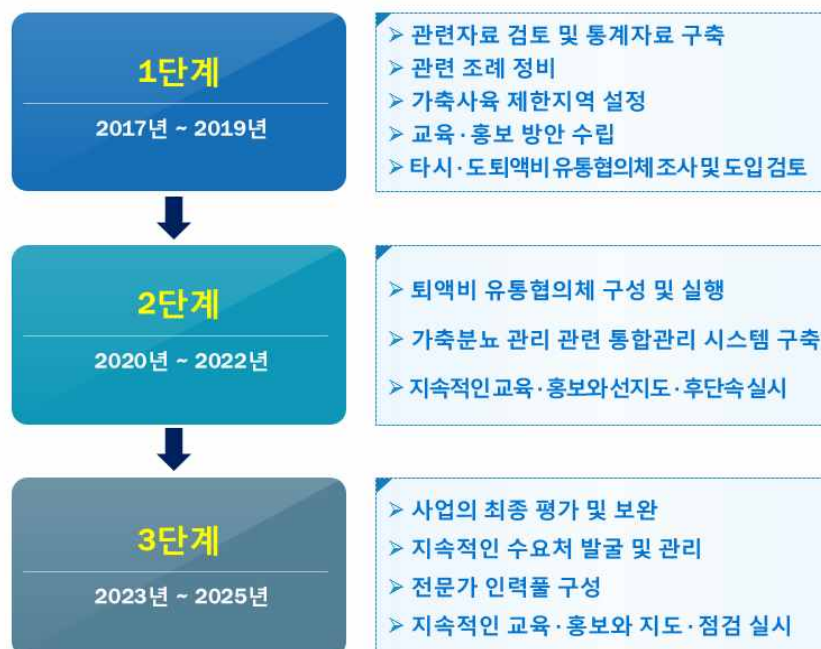 1단계
2017년 ~ 2019년
➢ 관련자료 검토 및 통계자료 구축
➢ 관련 조례 정비
➢ 가축사육 제한지역 설정
➢ 교육·홍보 방안 수립
➢ 타시·도퇴액비유통협의체조사및도입검토
2단계
2020년 ~ 2022년
➢ 퇴액비 유통협의체 구성 및 실행
➢ 가축분뇨 관리 관련 통합관리 시스템 구축
➢ 지속적인교육·홍보와선지도·후단속실시
3단계
2023년 ~ 2025년
➢ 사업의 최종 평가 및 보완
➢ 지속적인 수요처 발굴 및 관리
➢ 전문가 인력풀 구성
➢ 지속적인 교육·홍보와 지도·점검 실시